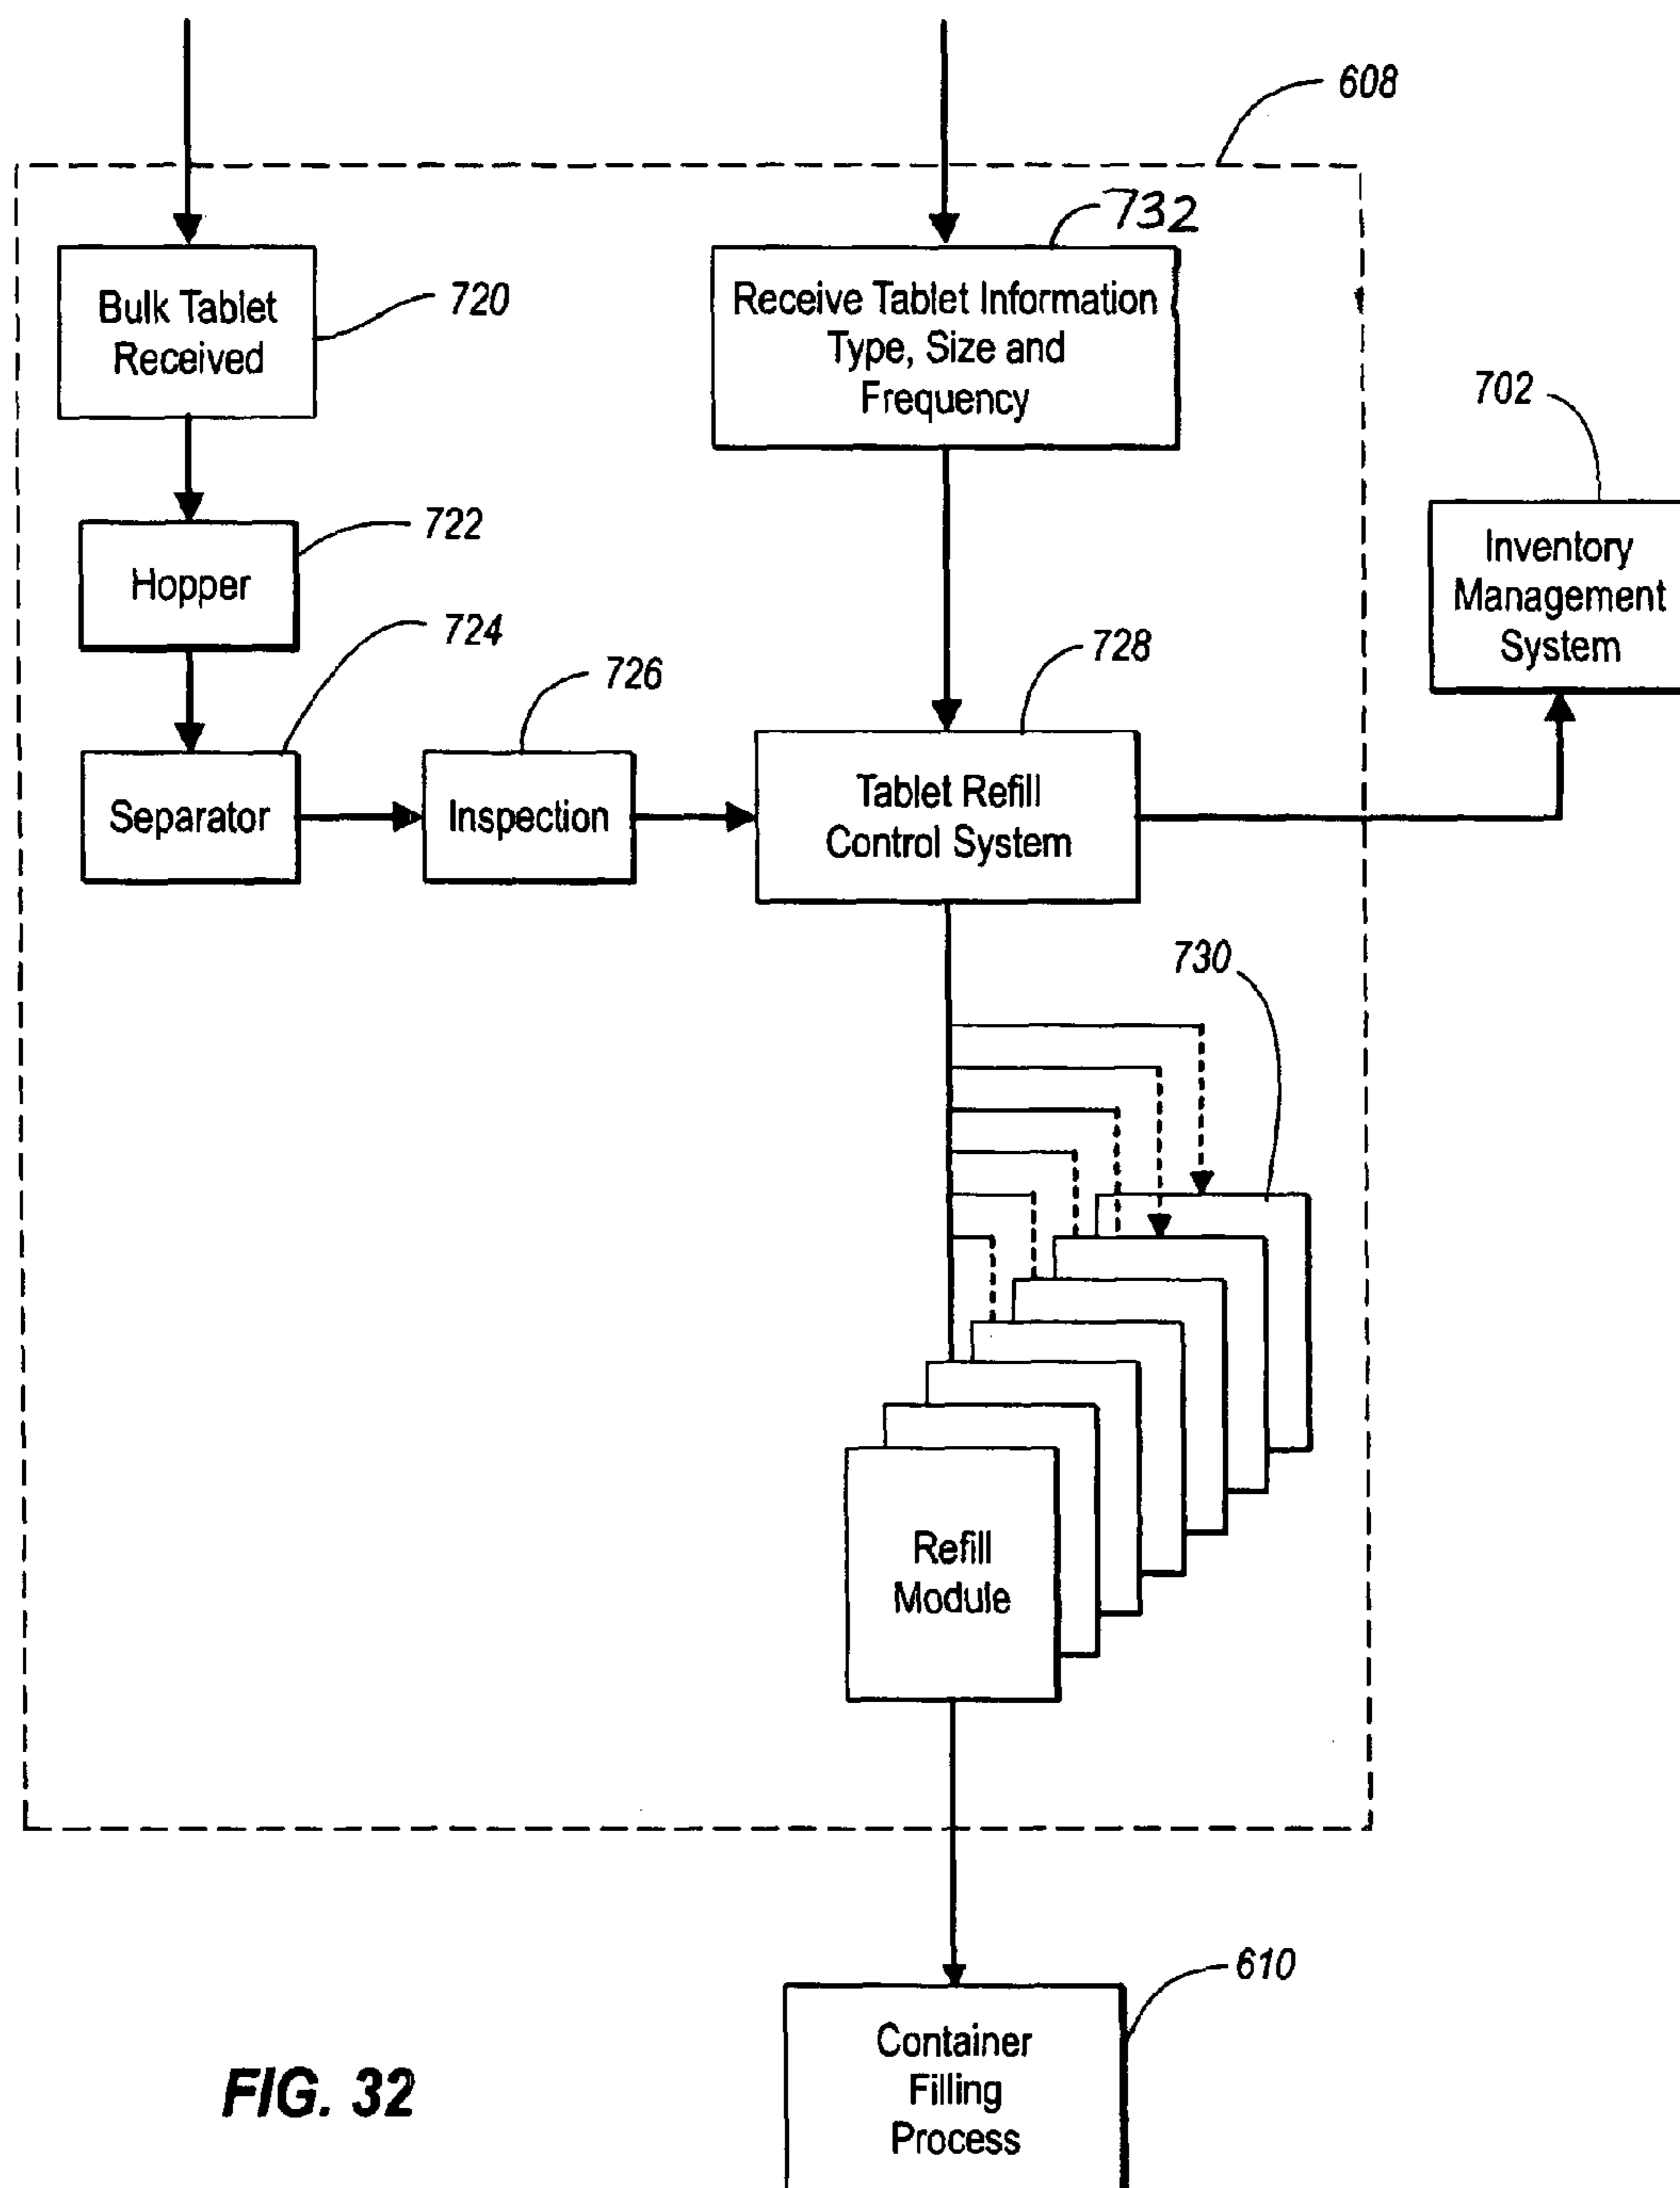 608
732
Bulk Tablet
Received
720
Receive Tablet Information
Type, Size and
Frequency
702
Inventory
Management
System
722
Hopper
724
726
728
Separator
Inspection
Tablet Refill
Control System
730
Refill
Module
610
Container
Filling
Process
FIG. 32